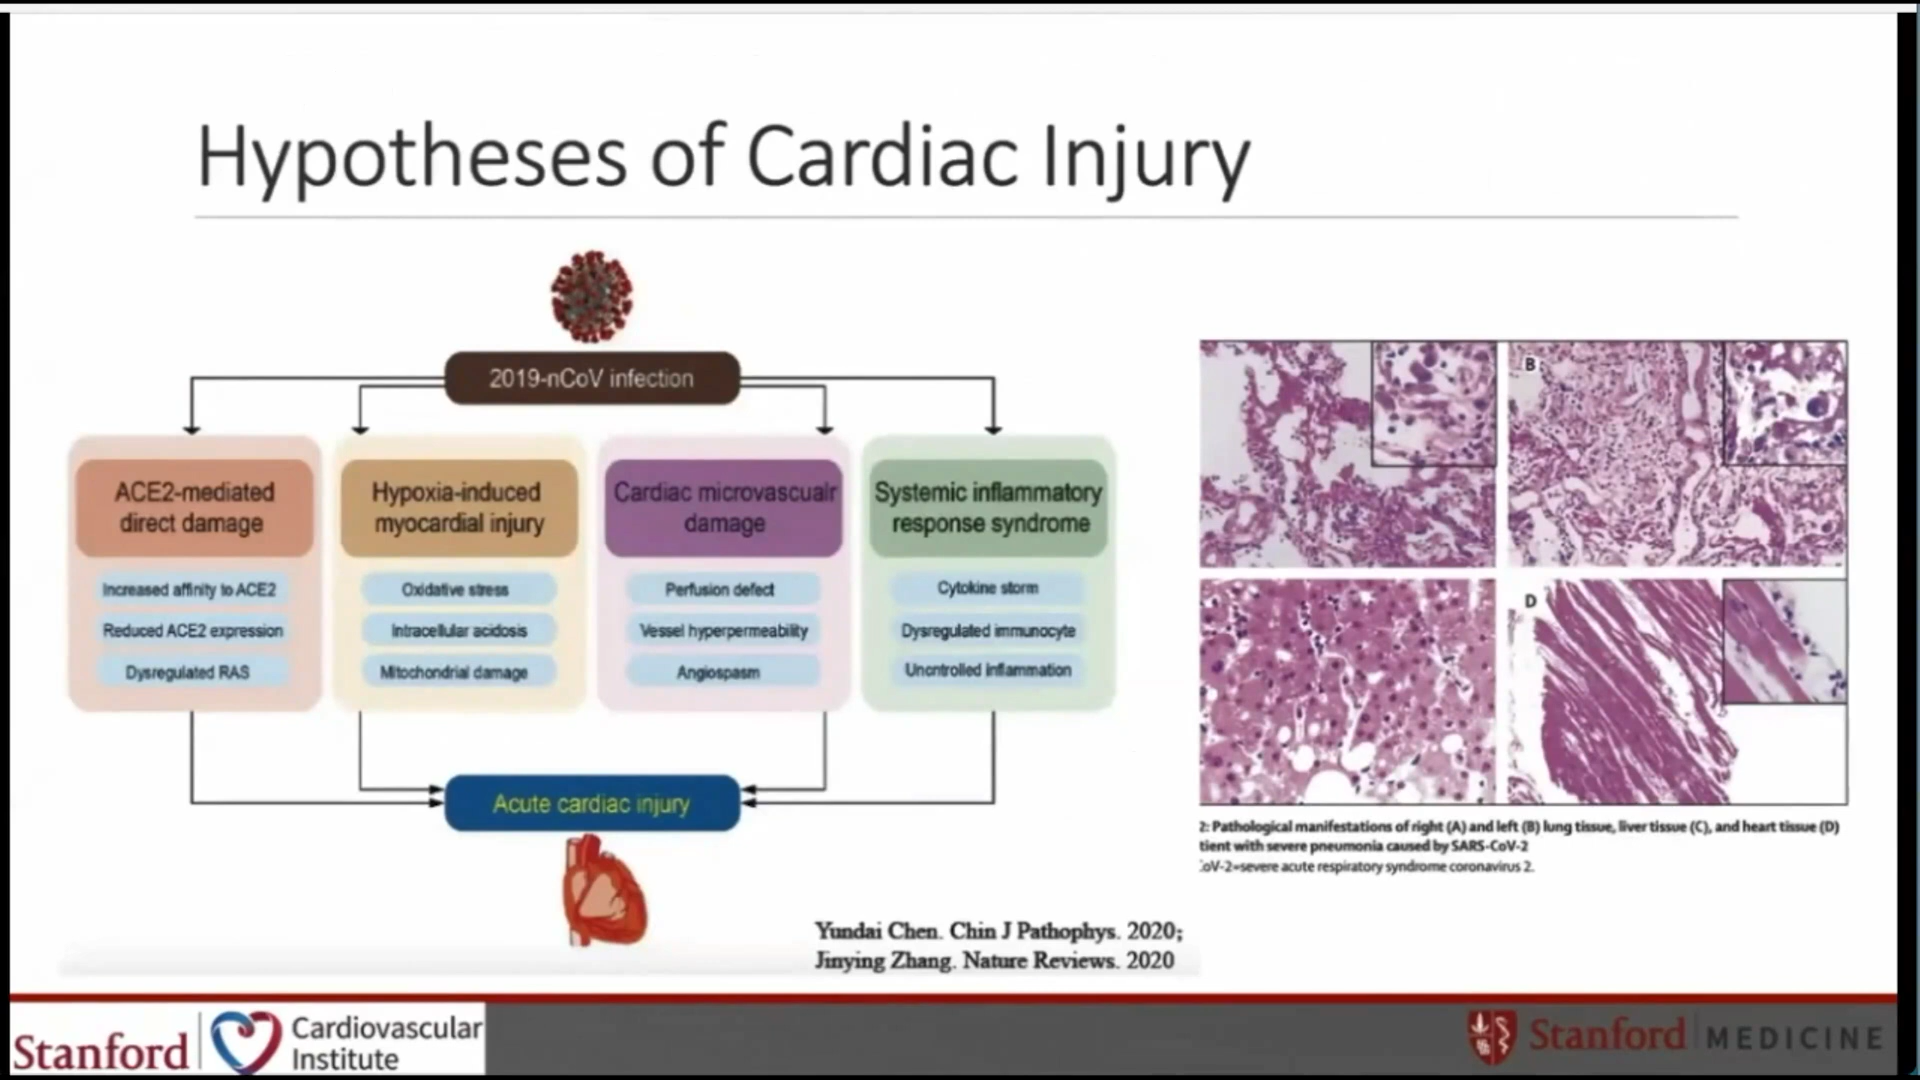 Hypotheses of Cardiac Injury
2019-nCoV infection
ACE2-mediated
direct damage
Increased affinity to ACE2
Reduced ACE2 expression
Dysregulated RAS
Hypoxia-induced
myocardial injury
Oxidative stress
Intracellular acidosis
Mitochondrial damage
Cardiac microvascualr
damage
Perfusion defect
Vessel hyperpermeability
Angiospasm
Systemic inflammatory
response syndrome
Cytokine storm
Dysregulated immunocyte
Uncontrolled inflammation
Acute cardiac injury
B
D
2: Pathological manifestations of right (A) and left (B) lung tissue, liver tissue (C), and heart tissue (D)
tient with severe pneumonia caused by SARS-CoV-2
oV-2=severe acute respiratory syndrome coronavirus 2.
Yundai Chen. Chin J Pathophys. 2020;
Jinying Zhang. Nature Reviews. 2020
Stanford
Cardiovascular
Institute
Stanford MEDICINE